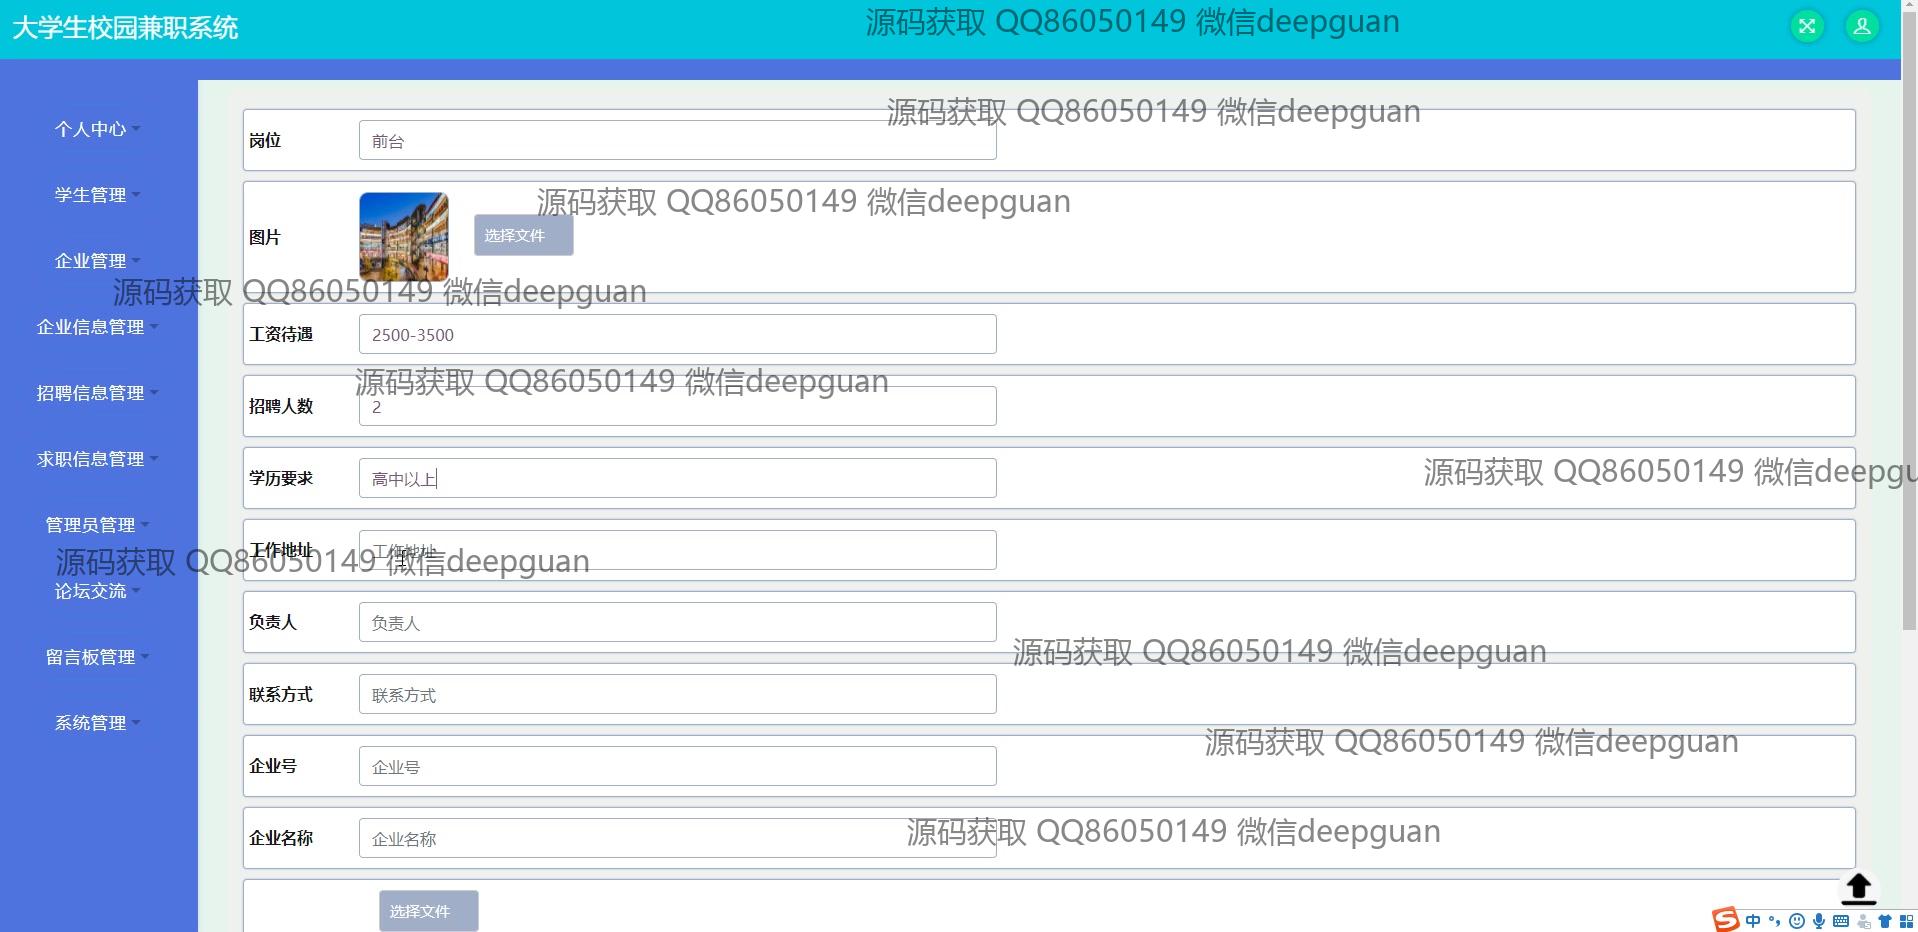 大学生校园兼职系统
源码获取 QQ86050149 微信deepguan
个人中心
学生管理
企业管理
企业信息管理
招聘信息管理
求职信息管理
管理员管理
论坛交流
留言板管理
系统管理
源码获取 QQ86050149 微信deepguan
岗位
前台
源码获取 QQ86050149 微信deepguan
图片
选择文件
源码获取 QQ86050149 微信deepguan
工资待遇
2500-3500
源码获取 QQ86050149 微信deepguan
招聘人数
2
源码获取 QQ86050149 微信deepgu
学历要求
高中以上
工作地址
工作地址
源码获取 QQ86050149 微信deepguan
负责人
负责人
源码获取 QQ86050149 微信deepguan
联系方式
联系方式
源码获取 QQ86050149 微信deepguan
企业号
企业号
企业名称
企业名称
源码获取 QQ86050149 微信deepguan
选择文件
中